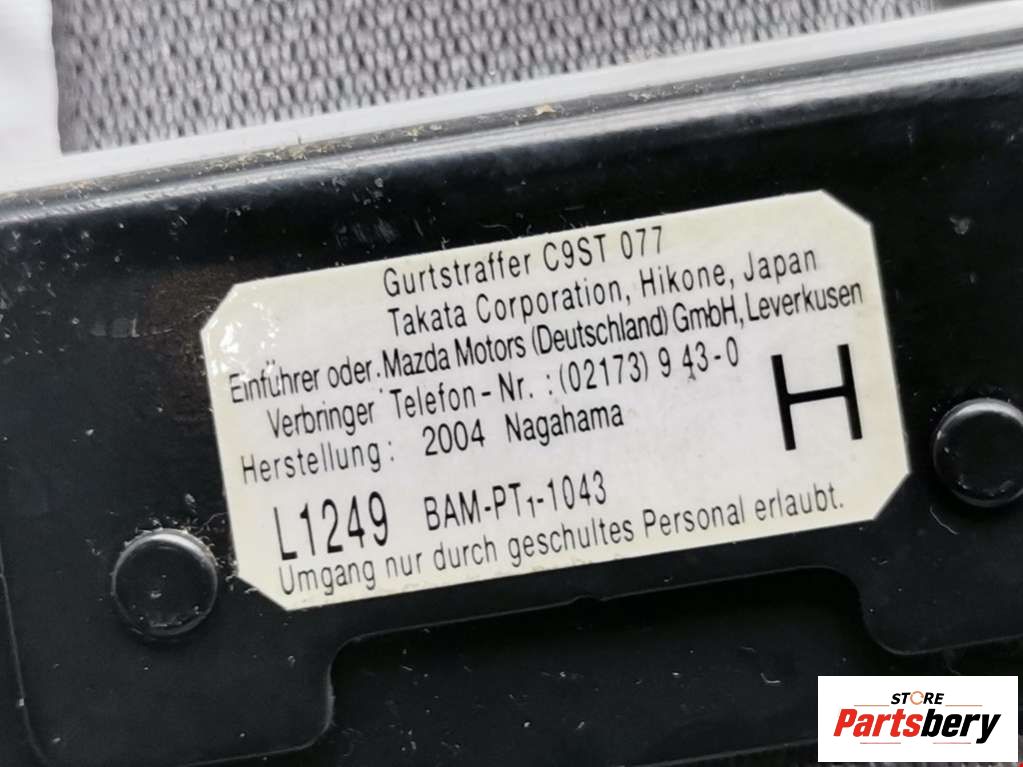 Gurtstraffer C9ST 077
Takata Corporation, Hikone, Japan
Einführer oder. Mazda Motors (Deutschland) GmbH, Leverkusen
Verbringer Telefon-Nr. : (02173) 9 43-0
Herstellung: 2004 Nagahama
H
L1249 BAM-PT1-1043
Umgang nur durch geschultes Personal erlaubt.
STORE
Partsbery